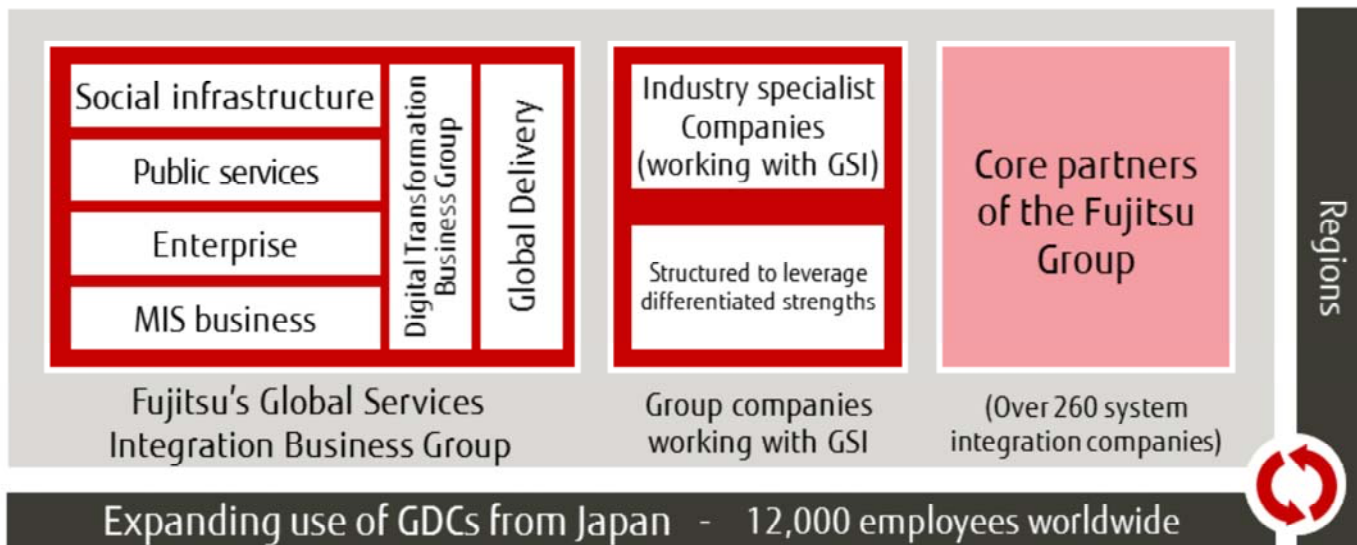 Social infrastructure
Public services
Enterprise
MIS business
Digital Transformation
Business Group
Global Delivery
Fujitsu's Global Services
Integration Business Group
Industry specialist
Companies
(working with GSI)
Structured to leverage
differentiated strengths
Group companies
working with GSI
Core partners
of the Fujitsu
Group
(Over 260 system
integration companies)
Regions
Expanding use of GDCs from Japan - 12,000 employees worldwide